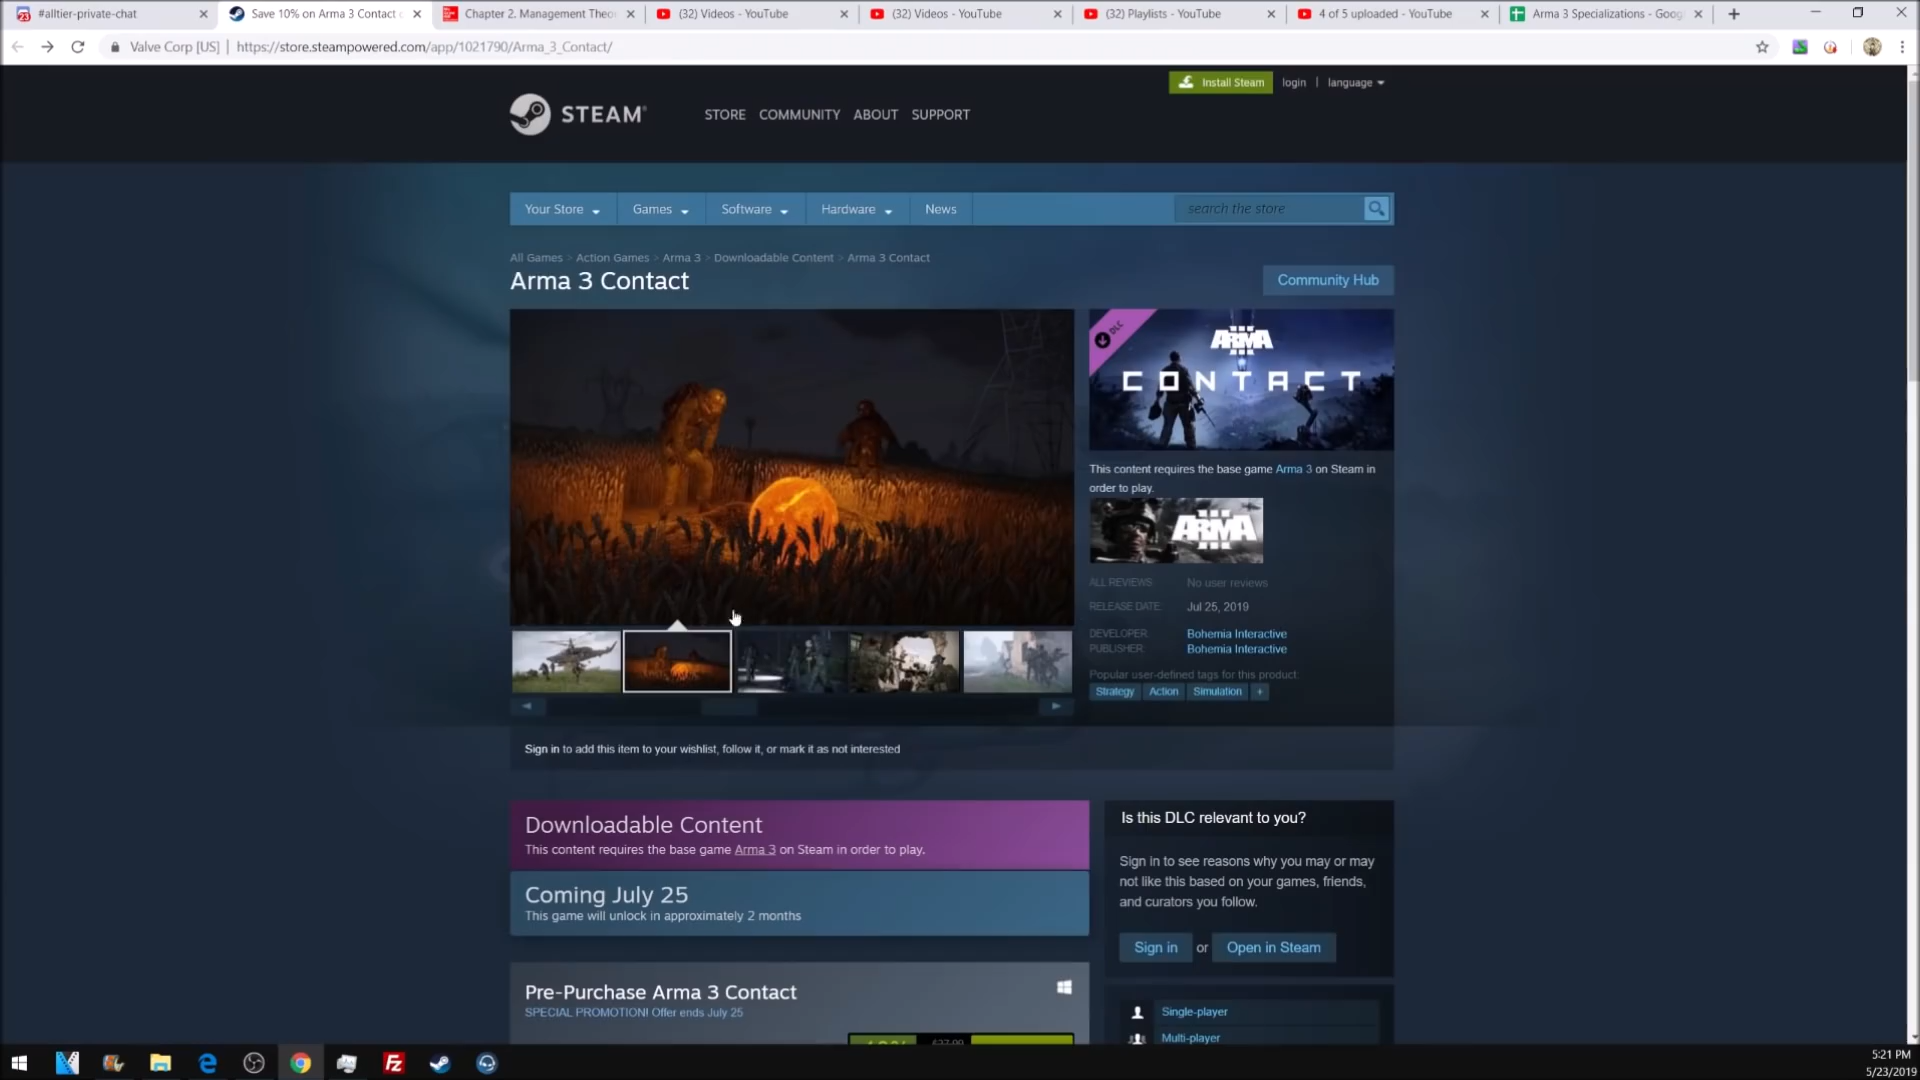 #alltier-private-chat
Save 10% on Arma 3 Contact
Chapter 2. Management Theo
(32) Videos - YouTube
(32) Videos - YouTube
(32) Playlists - YouTube
4 of 5 uploaded - YouTube
Arma 3 Specializations - Goog
Valve Corp [US] | https://store.steampowered.com/app/1021790/Arma_3_Contact/
Install Steam login | language
STEAM® STORE COMMUNITY ABOUT SUPPORT
Your Store Games Software Hardware News search the store
All Games > Action Games > Arma 3 > Downloadable Content > Arma 3 Contact
Arma 3 Contact
Community Hub
DLC
ARMA III
CONTACT
This content requires the base game Arma 3 on Steam in
order to play.
ARMA III
ALL REVIEWS: No user reviews
RELEASE DATE: Jul 25, 2019
DEVELOPER: Bohemia Interactive
PUBLISHER: Bohemia Interactive
Popular user-defined tags for this product:
Strategy Action Simulation +
Sign in to add this item to your wishlist, follow it, or mark it as not interested
Downloadable Content
This content requires the base game Arma 3 on Steam in order to play.
Coming July 25
This game will unlock in approximately 2 months
Is this DLC relevant to you?
Sign in to see reasons why you may or may
not like this based on your games, friends,
and curators you follow.
Sign in or Open in Steam
Pre-Purchase Arma 3 Contact
SPECIAL PROMOTION! Offer ends July 25
Single-player
Multi-player
5:21 PM
5/23/2019